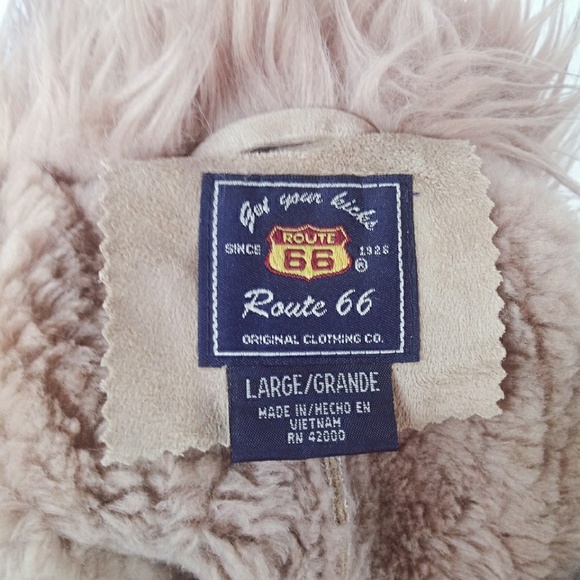 Get your kicks
SINCE ROUTE 1926
66 ®
Route 66
ORIGINAL CLOTHING CO.
LARGE/GRANDE
MADE IN/HECHO EN
VIETNAM
RN 42000